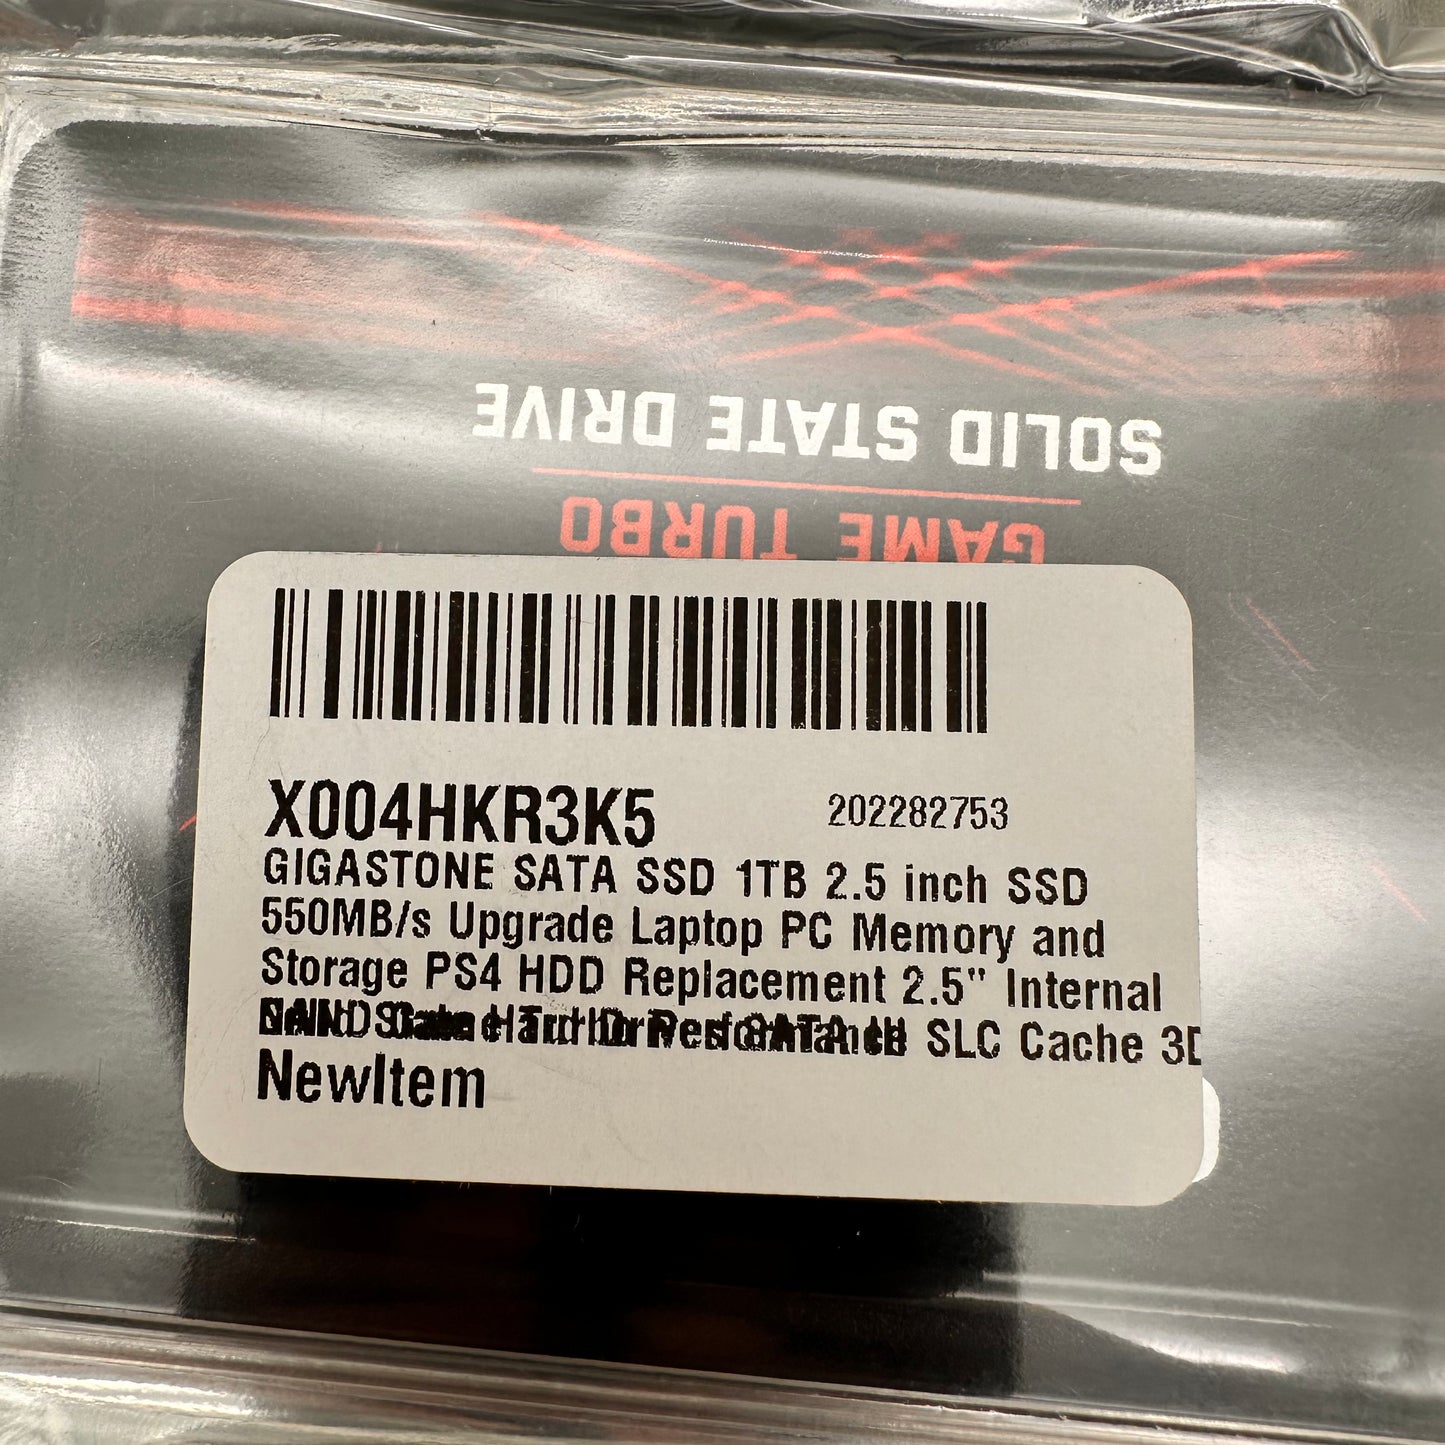 SOLID STATE DRIVE
GAME TURBO
X004HKR3K5
202282753
GIGASTONE SATA SSD 1TB 2.5 inch SSD
550MB/s Upgrade Laptop PC Memory and
Storage PS4 HDD Replacement 2.5" Internal
SLC Cache 3D
NewItem